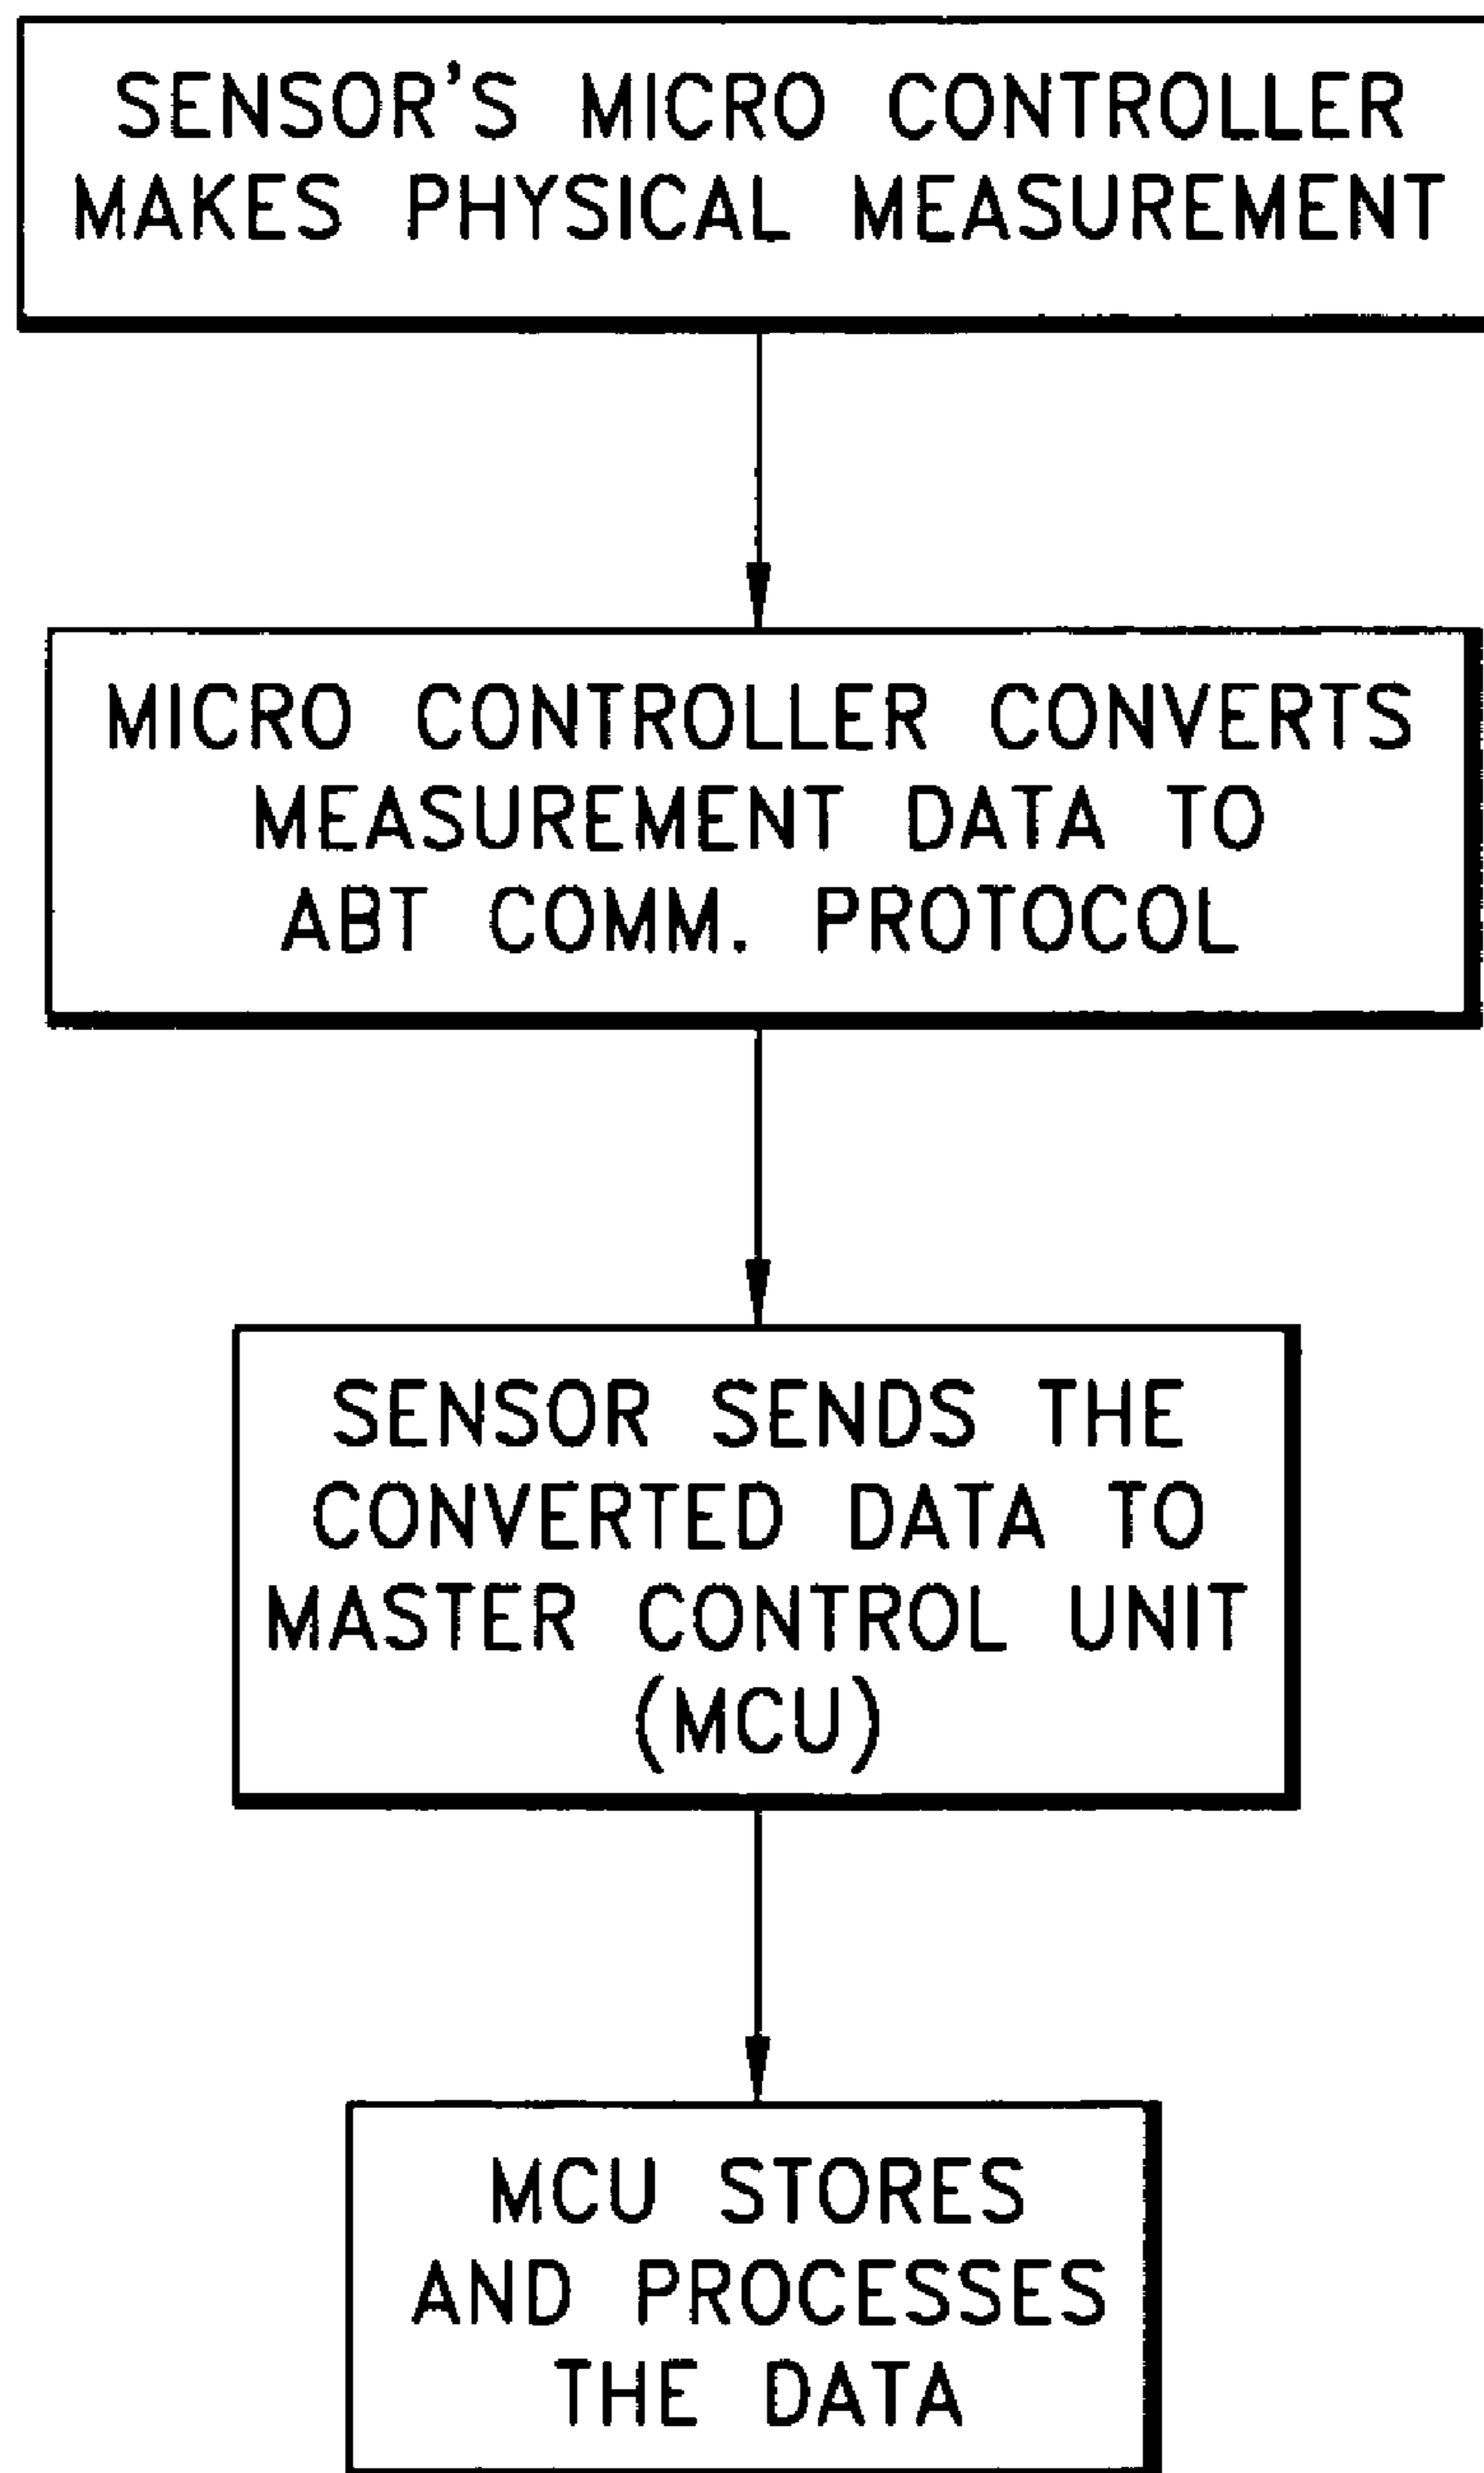 SENSOR'S MICRO CONTROLLER
MAKES PHYSICAL MEASUREMENT
MICRO CONTROLLER CONVERTS
MEASUREMENT DATA TO
ABT COMM. PROTOCOL
SENSOR SENDS THE
CONVERTED DATA TO
MASTER CONTROL UNIT
(MCU)
MCU STORES
AND PROCESSES
THE DATA